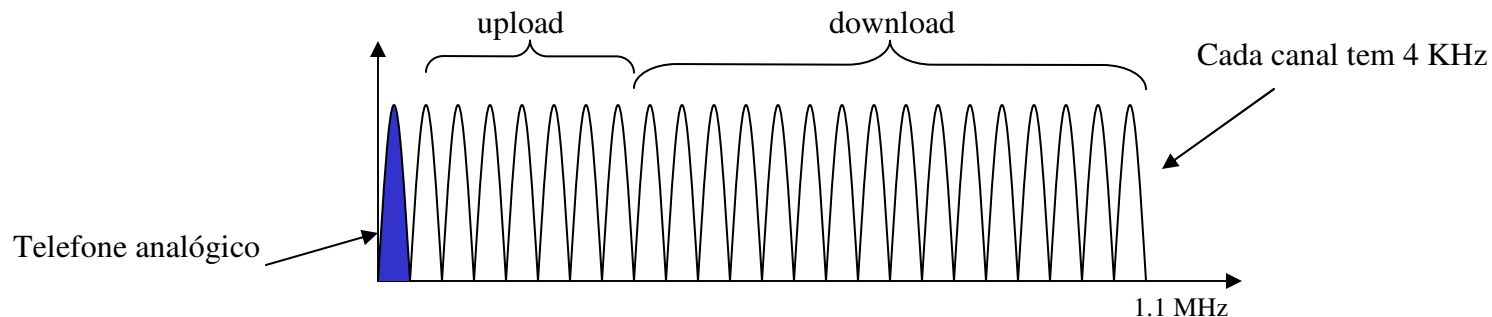 upload
download
Cada canal tem 4 KHz
Telefone analógico
1.1 MHz